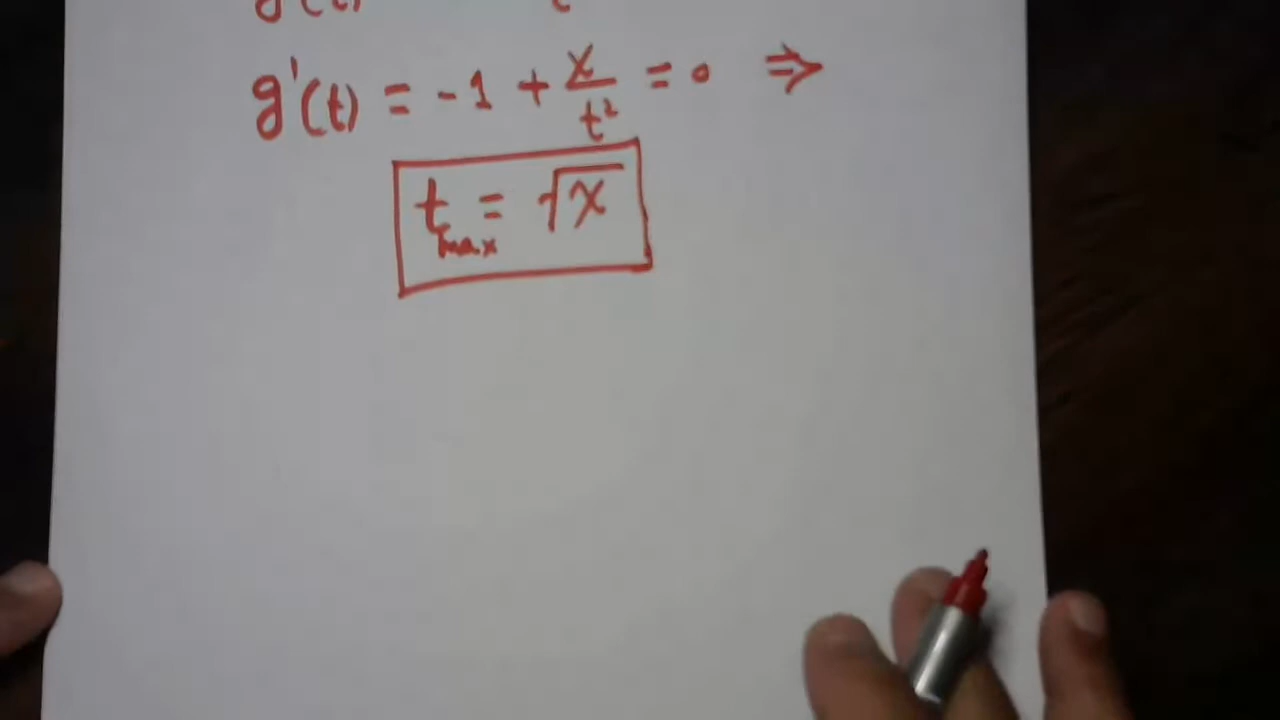 g'(t) = -1 + x/t² = 0 ⇒
t_max = √x